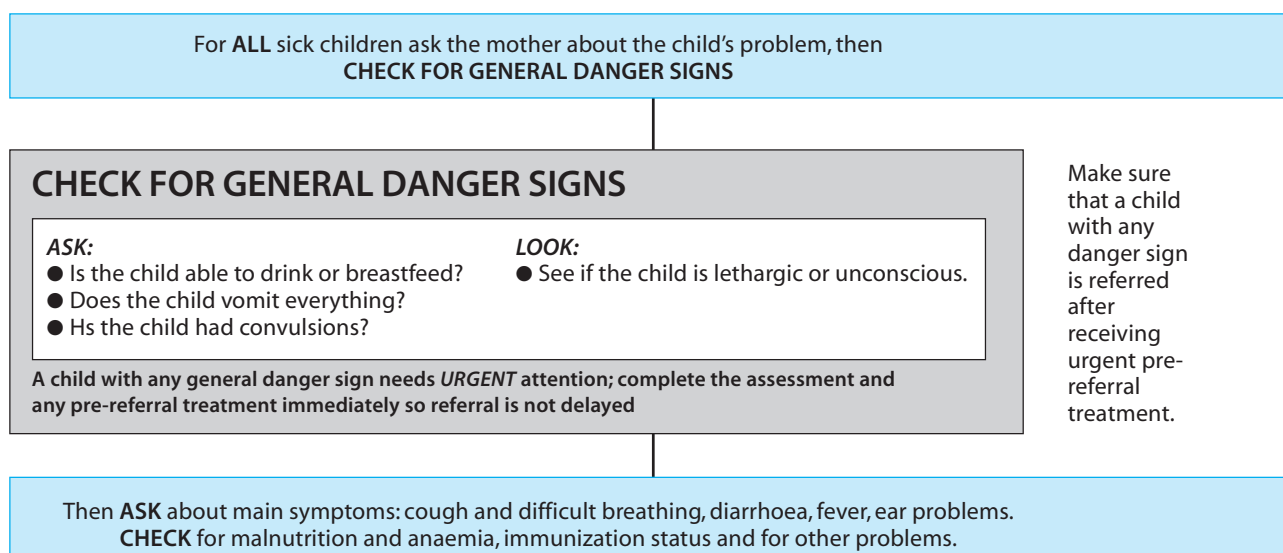 For ALL sick children ask the mother about the child's problem, then
CHECK FOR GENERAL DANGER SIGNS
CHECK FOR GENERAL DANGER SIGNS
ASK:
● Is the child able to drink or breastfeed?
● Does the child vomit everything?
● Hs the child had convulsions?
LOOK:
● See if the child is lethargic or unconscious.
A child with any general danger sign needs URGENT attention; complete the assessment and
any pre-referral treatment immediately so referral is not delayed
Make sure
that a child
with any
danger sign
is referred
after
receiving
urgent pre-
referral
treatment.
Then ASK about main symptoms: cough and difficult breathing, diarrhoea, fever, ear problems.
CHECK for malnutrition and anaemia, immunization status and for other problems.